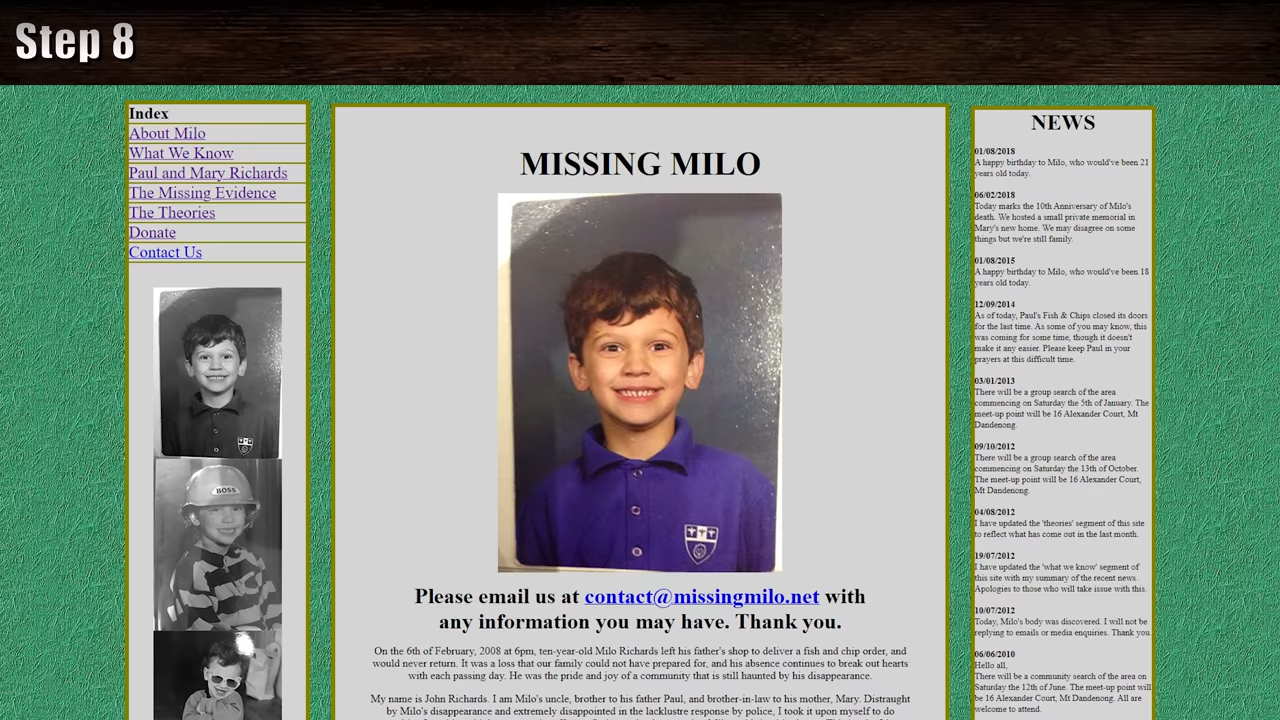 Step 8
Index
About Milo
What We Know
Paul and Mary Richards
The Missing Evidence
The Theories
Donate
Contact Us
BOSS
MISSING MILO
Please email us at contact@missingmilo.net with
any information you may have. Thank you.
On the 6th of February, 2008 at 6pm, ten-year-old Milo Richards left his father's shop to deliver a fish and chip order, and
would never return. It was a loss that our family could not have prepared for, and his absence continues to break out hearts
with each passing day. He was the pride and joy of a community that is still haunted by his disappearance.
My name is John Richards. I am Milo's uncle, brother to his father Paul, and brother-in-law to his mother, Mary. Distraught
by Milo's disappearance and extremely disappointed in the lacklustre response by police, I took it upon myself to do
NEWS
01/08/2018
A happy birthday to Milo, who would've been 21
years old today.
06/02/2018
Today marks the 10th Anniversary of Milo's
death. We hosted a small private memorial in
Mary's new home. We may disagree on some
things but we're still family.
01/08/2015
A happy birthday to Milo, who would've been 18
years old today.
12/09/2014
As of today, Paul's Fish & Chips closed its doors
for the last time. As some of you may know, this
was coming for some time, though it doesn't
make it any easier. Please keep Paul in your
prayers at this difficult time.
03/01/2013
There will be a group search of the area
commencing on Saturday the 5th of January. The
meet-up point will be 16 Alexander Court, Mt
Dandenong.
09/10/2012
There will be a group search of the area
commencing on Saturday the 13th of October.
The meet-up point will be 16 Alexander Court,
Mt Dandenong.
04/08/2012
I have updated the 'theories' segment of this site
to reflect what has come out in the last month.
19/07/2012
I have updated the 'what we know' segment of
this site with my summary of the recent news.
Apologies to those who will take issue with this.
10/07/2012
Today, Milo's body was discovered. I will not be
replying to emails or media enquiries. Thank you.
06/06/2010
Hello all,
There will be a community search of the area on
Saturday the 12th of June. The meet-up point will
be 16 Alexander Court, Mt Dandenong. All are
welcome to attend.